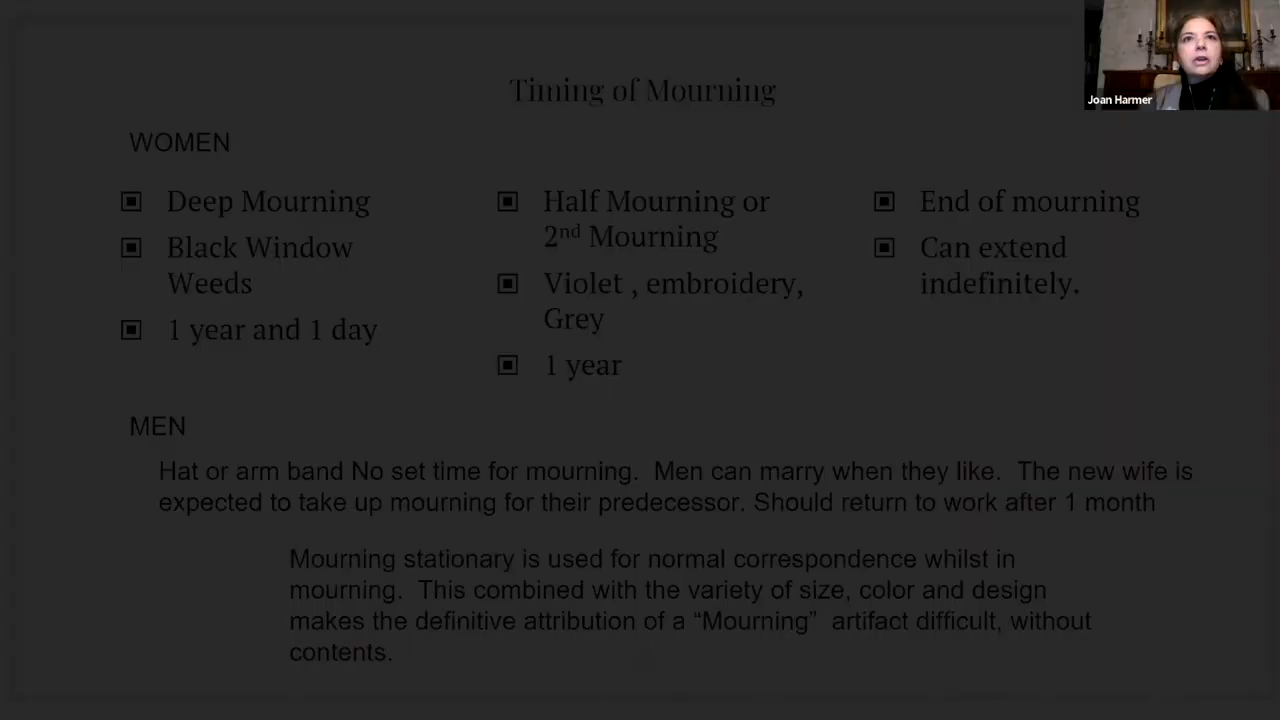 Joan Harmer
Timing of Mourning
WOMEN
Deep Mourning
Black Window
Weeds
1 year and 1 day
Half Mourning or
2nd Mourning
Violet , embroidery,
Grey
1 year
End of mourning
Can extend
indefinitely.
MEN
Hat or arm band No set time for mourning.  Men can marry when they like.  The new wife is
expected to take up mourning for their predecessor. Should return to work after 1 month
Mourning stationary is used for normal correspondence whilst in
mourning.  This combined with the variety of size, color and design
makes the definitive attribution of a “Mourning”  artifact difficult, without
contents.